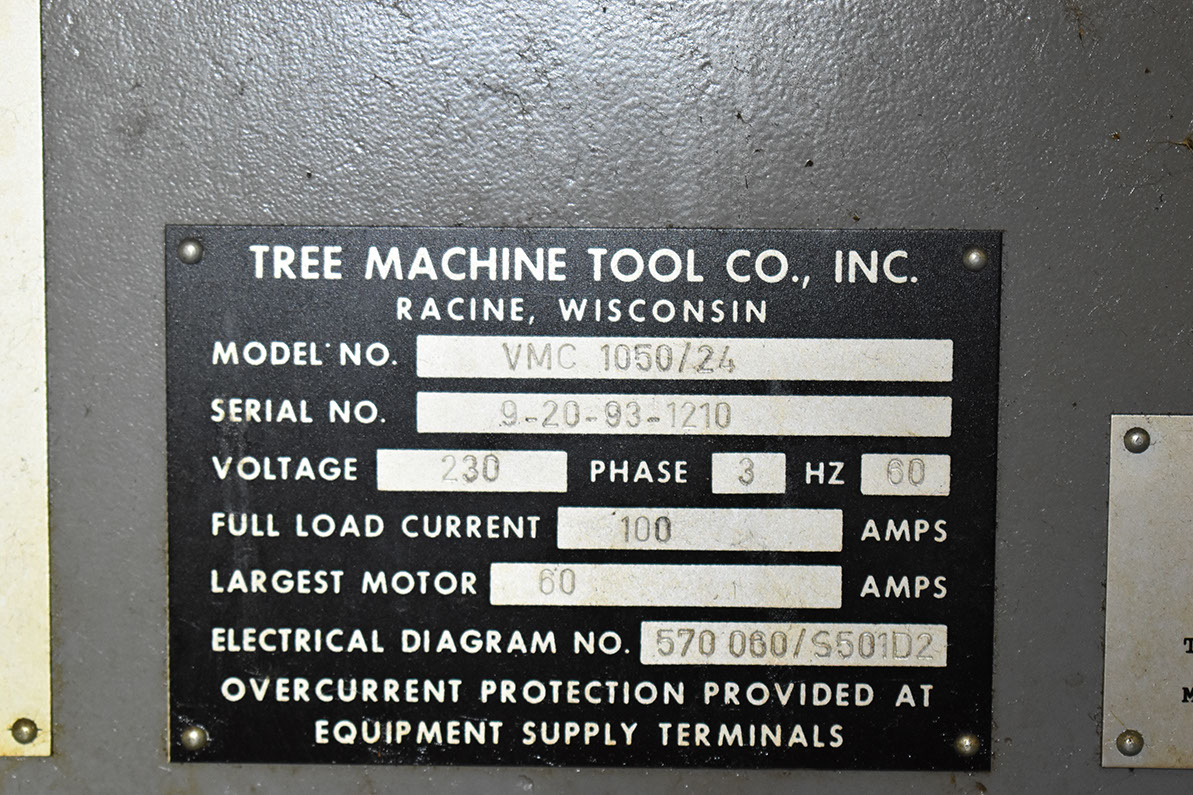 TREE MACHINE TOOL CO., INC.
RACINE, WISCONSIN
MODEL NO. VMC 1050/24
SERIAL NO. 9-20-93-1210
VOLTAGE 230 PHASE 3 HZ 60
FULL LOAD CURRENT 100 AMPS
LARGEST MOTOR 60 AMPS
ELECTRICAL DIAGRAM NO. 570 060/S501D2
OVERCURRENT PROTECTION PROVIDED AT
EQUIPMENT SUPPLY TERMINALS